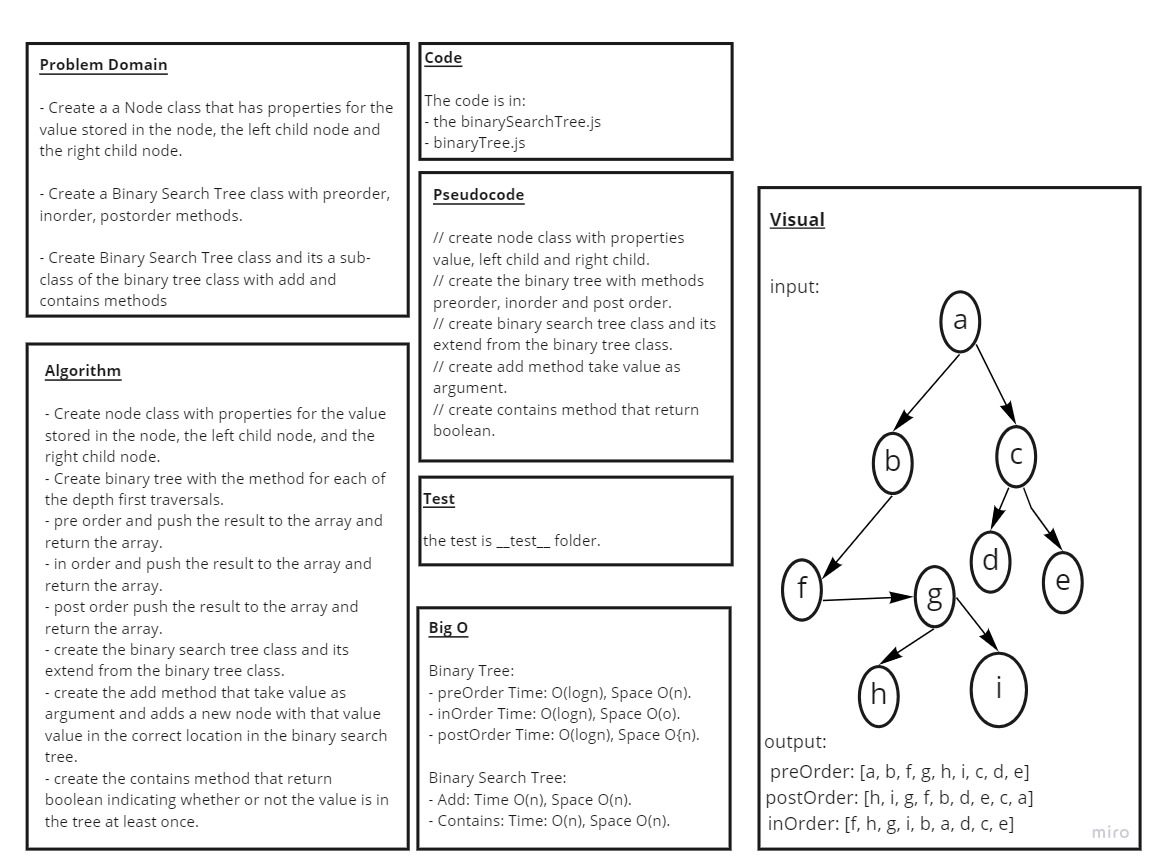 Problem Domain
- Create a a Node class that has properties for the
value stored in the node, the left child node and
the right child node.
- Create a Binary Search Tree class with preorder,
inorder, postorder methods.
- Create Binary Search Tree class and its a sub-
class of the binary tree class with add and
contains methods
Algorithm
- Create node class with properties for the value
stored in the node, the left child node, and the
right child node.
- Create binary tree with the method for each of
the depth first traversals.
- pre order and push the result to the array and
return the array.
- in order and push the result to the array and
return the array.
- post order push the result to the array and
return the array.
- create the binary search tree class and its
extend from the binary tree class.
- create the add method that take value as
argument and adds a new node with that value
value in the correct location in the binary search
tree.
- create the contains method that return
boolean indicating whether or not the value is in
the tree at least once.
Code
The code is in:
- the binarySearchTree.js
- binaryTree.js
Pseudocode
// create node class with properties
value, left child and right child.
// create the binary tree with methods
preorder, inorder and post order.
// create binary search tree class and its
extend from the binary tree class.
// create add method take value as
argument.
// create contains method that return
boolean.
Test
the test is __test__ folder.
Big O
Binary Tree:
- preOrder Time: O(logn), Space O(n).
- inOrder Time: O(logn), Space O(o).
- postOrder Time: O(logn), Space O{n).
Binary Search Tree:
- Add: Time O(n), Space O(n).
- Contains: Time: O(n), Space O(n).
Visual
input:
a
b
c
d
e
f
g
h
i
output:
preOrder: [a, b, f, g, h, i, c, d, e]
postOrder: [h, i, g, f, b, d, e, c, a]
inOrder: [f, h, g, i, b, a, d, c, e]
miro